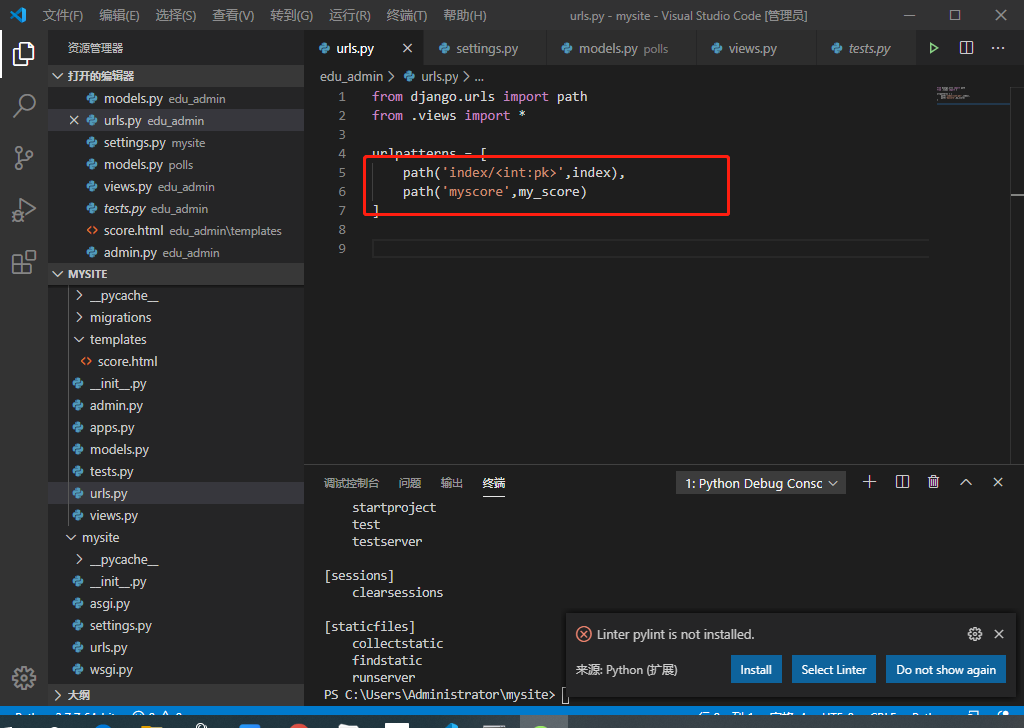 文件(F) 编辑(E) 选择(S) 查看(V) 转到(G) 运行(R) 终端(T) 帮助(H) urls.py - mysite - Visual Studio Code [管理员]
资源管理器
urls.py settings.py models.py polls views.py tests.py
打开的编辑器
edu_admin > urls.py > ...
models.py edu_admin
urls.py edu_admin
settings.py mysite
models.py polls
views.py edu_admin
tests.py edu_admin
score.html edu_admin\templates
admin.py edu_admin
MYSITE
__pycache__
migrations
templates
score.html
__init__.py
admin.py
apps.py
models.py
tests.py
urls.py
views.py
mysite
__pycache__
__init__.py
asgi.py
settings.py
urls.py
wsgi.py
大纲
1 from django.urls import path
2 from .views import *
3
4 urlpatterns = [
5 path('index/<int:pk>',index),
6 path('myscore',my_score)
7 ]
8
9
调试控制台 问题 输出 终端 1: Python Debug Consc
startproject
test
testserver
[sessions]
clearsessions
[staticfiles]
collectstatic
findstatic
runserver
PS C:\Users\Administrator\mysite>
Linter pylint is not installed.
来源: Python (扩展) Install Select Linter Do not show again